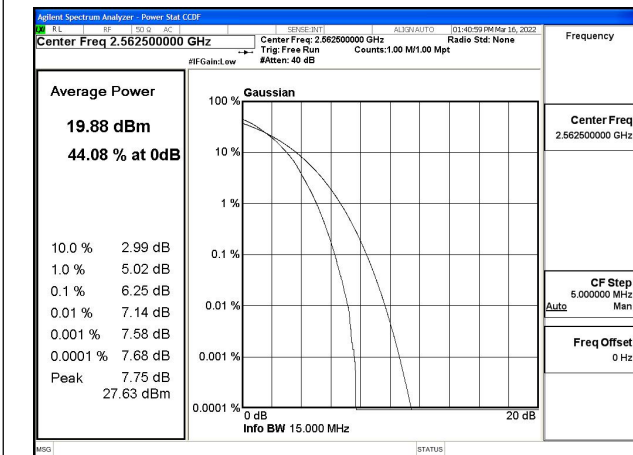 Agilent Spectrum Analyzer - Power Stat CCDF
RL RF 50 Ω AC SENSE:INT ALIGN AUTO 01:40:59 PM Mar 16, 2022
Center Freq 2.562500000 GHz
Center Freq: 2.562500000 GHz Radio Std: None
Trig: Free Run Counts:1.00 M/1.00 Mpt
#IFGain:Low #Atten: 40 dB
Frequency
Average Power
19.88 dBm
44.08 % at 0dB
10.0 % 2.99 dB
1.0 % 5.02 dB
0.1 % 6.25 dB
0.01 % 7.14 dB
0.001 % 7.58 dB
0.0001 % 7.68 dB
Peak 7.75 dB
27.63 dBm
Gaussian
100 %
10 %
1 %
0.1 %
0.01 %
0.001 %
0.0001 %
0 dB 20 dB
Info BW 15.000 MHz
Center Freq
2.562500000 GHz
CF Step
5.000000 MHz
Auto Man
Freq Offset
0 Hz
MSG STATUS